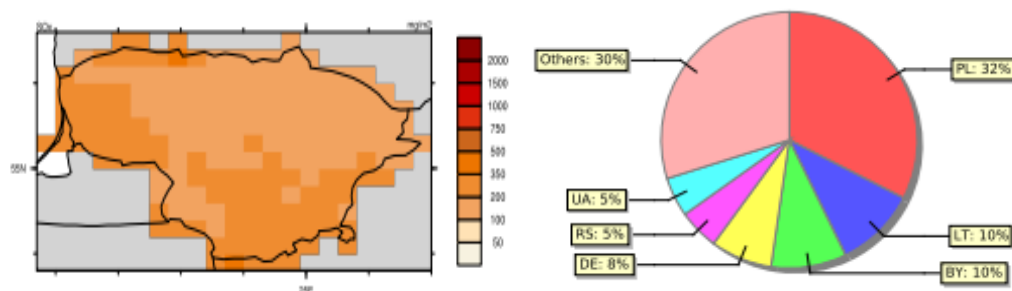 SOx
mg/m2
55N
2000
1500
1000
750
500
350
200
100
50
Others: 30%
PL: 32%
UA: 5%
RS: 5%
DE: 8%
LT: 10%
BY: 10%